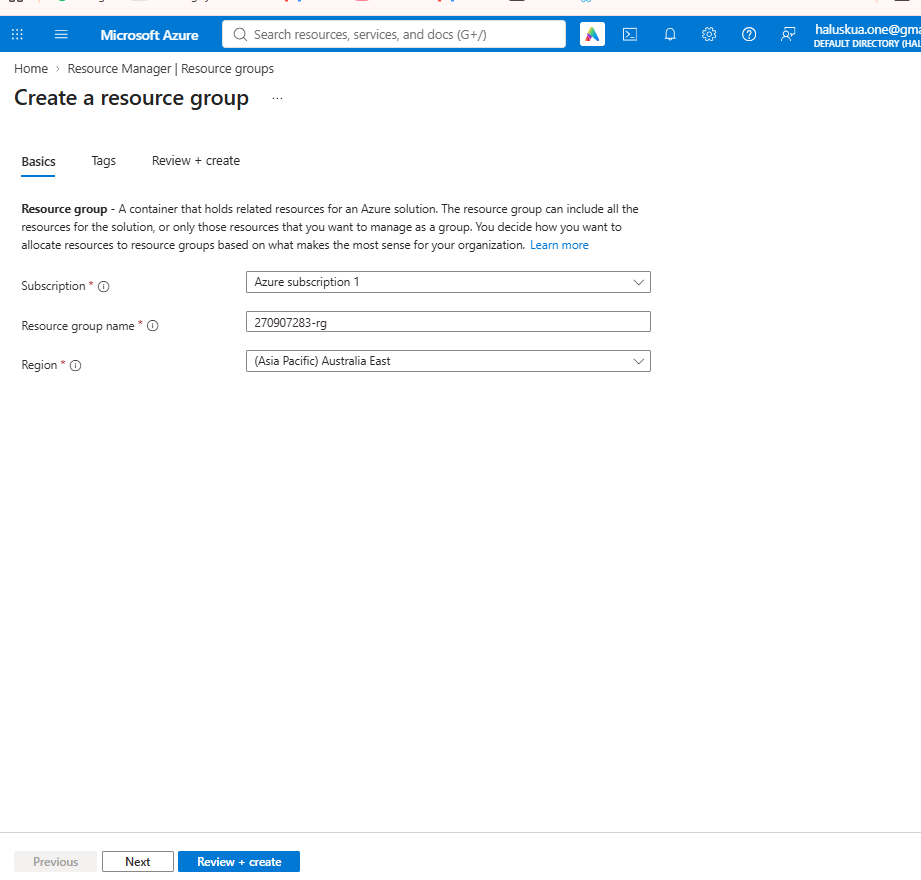 Microsoft Azure
Search resources, services, and docs (G+/)
haluskua.one@gma
DEFAULT DIRECTORY (HAL
Home > Resource Manager | Resource groups
Create a resource group ...
Basics Tags Review + create
Resource group - A container that holds related resources for an Azure solution. The resource group can include all the
resources for the solution, or only those resources that you want to manage as a group. You decide how you want to
allocate resources to resource groups based on what makes the most sense for your organization. Learn more
Subscription * Azure subscription 1
Resource group name * 270907283-rg
Region * (Asia Pacific) Australia East
Previous Next Review + create